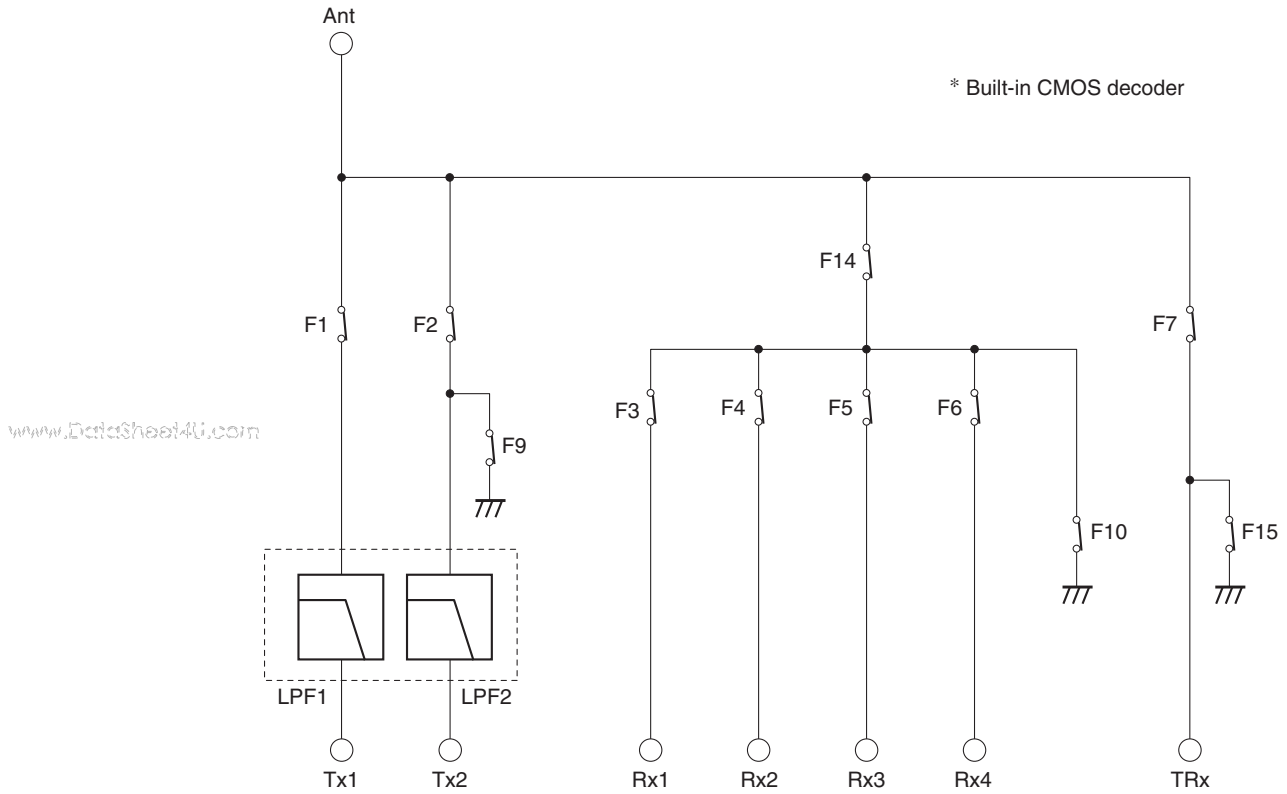 Ant
* Built-in CMOS decoder
F14
F1
F2
F7
F3
F4
F5
F6
www.DataSheet4U.com
F9
F10
F15
LPF1
LPF2
Tx1
Tx2
Rx1
Rx2
Rx3
Rx4
TRx